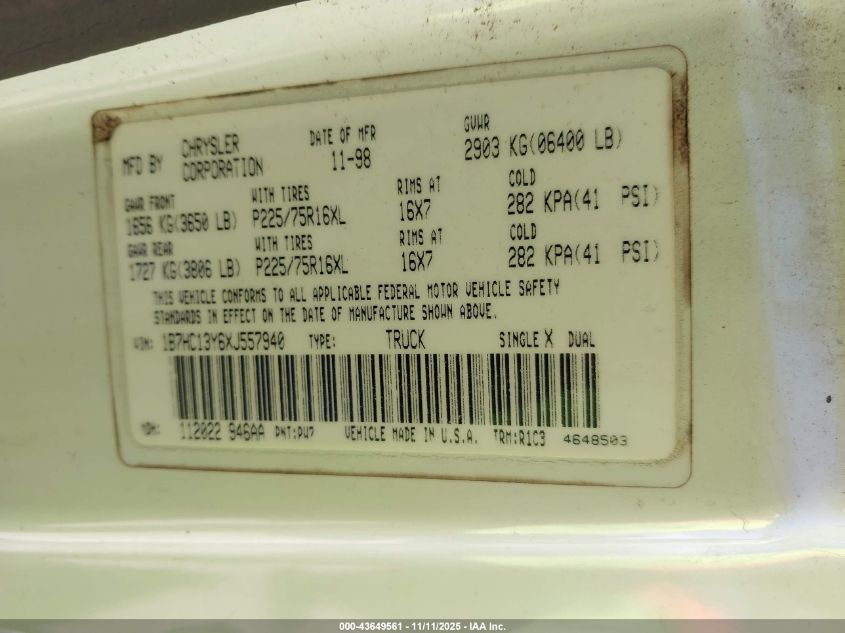 MFD BY CHRYSLER CORPORATION DATE OF MFR 11-98 GVWR 2903 KG(06400 LB)
GAWR FRONT WITH TIRES RIMS AT COLD
1656 KG(3650 LB) P225/75R16XL 16X7 282 KPA(41 PSI)
GAWR REAR WITH TIRES RIMS AT COLD
1727 KG(3806 LB) P225/75R16XL 16X7 282 KPA(41 PSI)
THIS VEHICLE CONFORMS TO ALL APPLICABLE FEDERAL MOTOR VEHICLE SAFETY
STANDARDS IN EFFECT ON THE DATE OF MANUFACTURE SHOWN ABOVE.
VIN: 1B7HC13Y6XJ557940 TYPE: TRUCK SINGLE X DUAL
MDH: 112022 946AA PNT:PW7 VEHICLE MADE IN U.S.A. TRM:R1C3 4648503
000-43649561 - 11/11/2025 - IAA Inc.